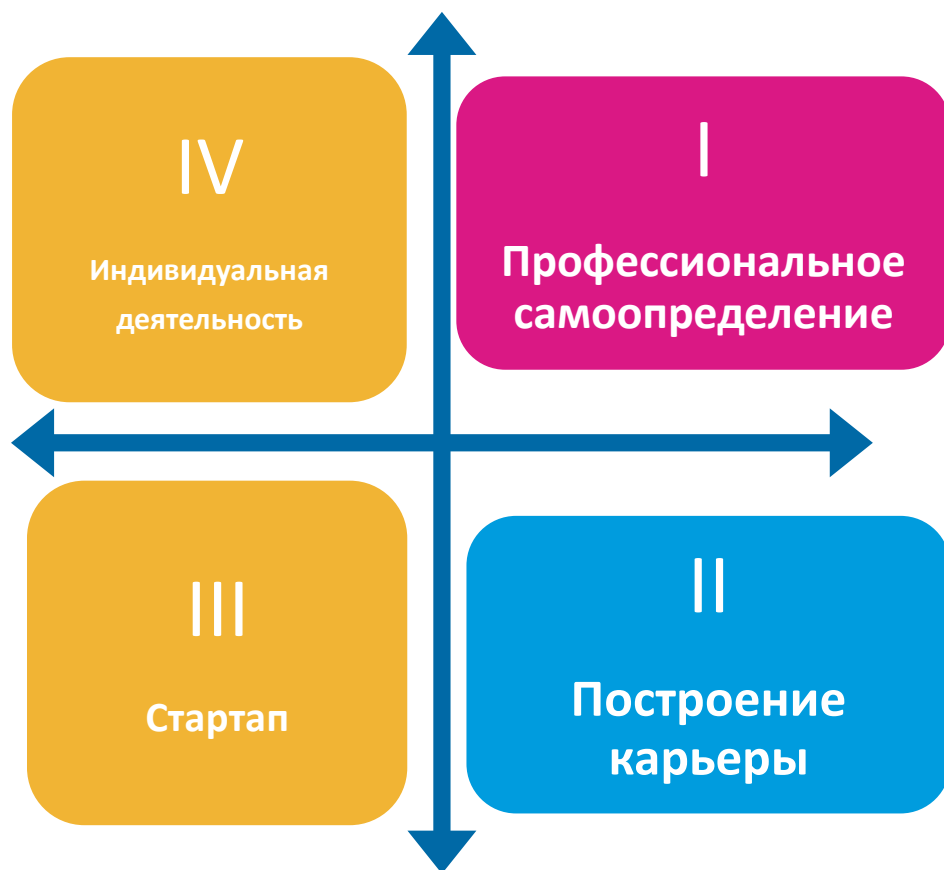 IV
Индивидуальная
деятельность
I
Профессиональное
самоопределение
III
Стартап
II
Построение
карьеры